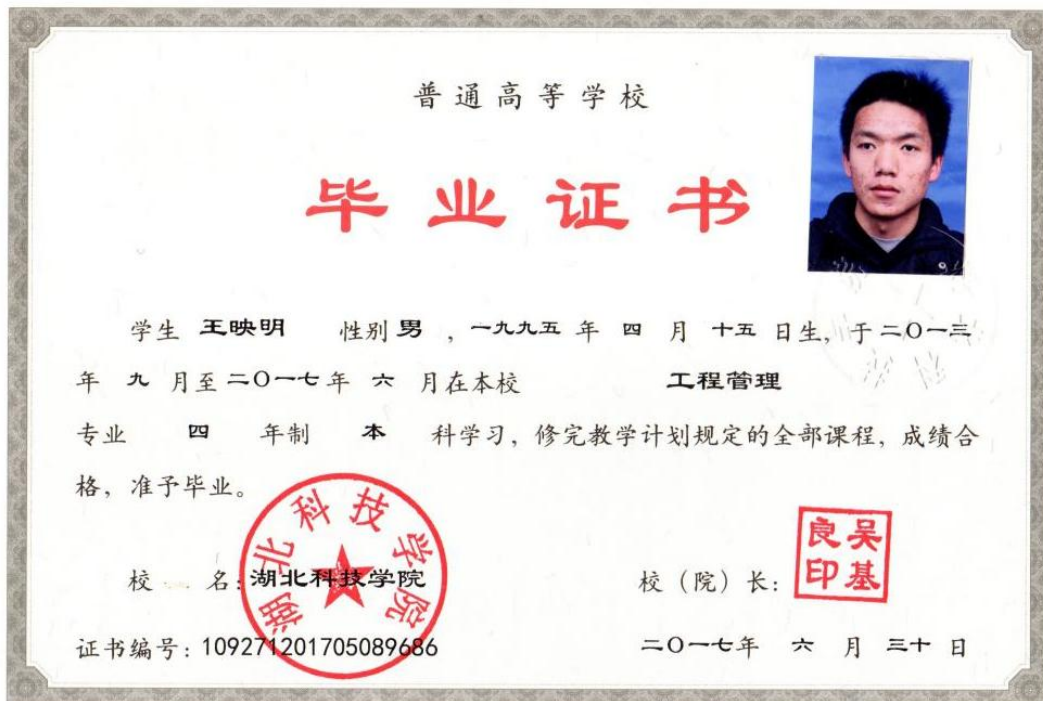 普通高等学校
毕业证书
学生 王映明 性别 男 , 一九九五 年 四 月 十五 日生, 于 二〇一三
年 九 月至 二〇一七 年 六 月在本校 工程管理
专业 四 年制 本 科学习, 修完教学计划规定的全部课程, 成绩合
格, 准予毕业。
湖北科技学院
校 名: 湖北科技学院
校（院）长:
吴基良印
证书编号: 109271201705089686
二〇一七年 六 月 三十 日